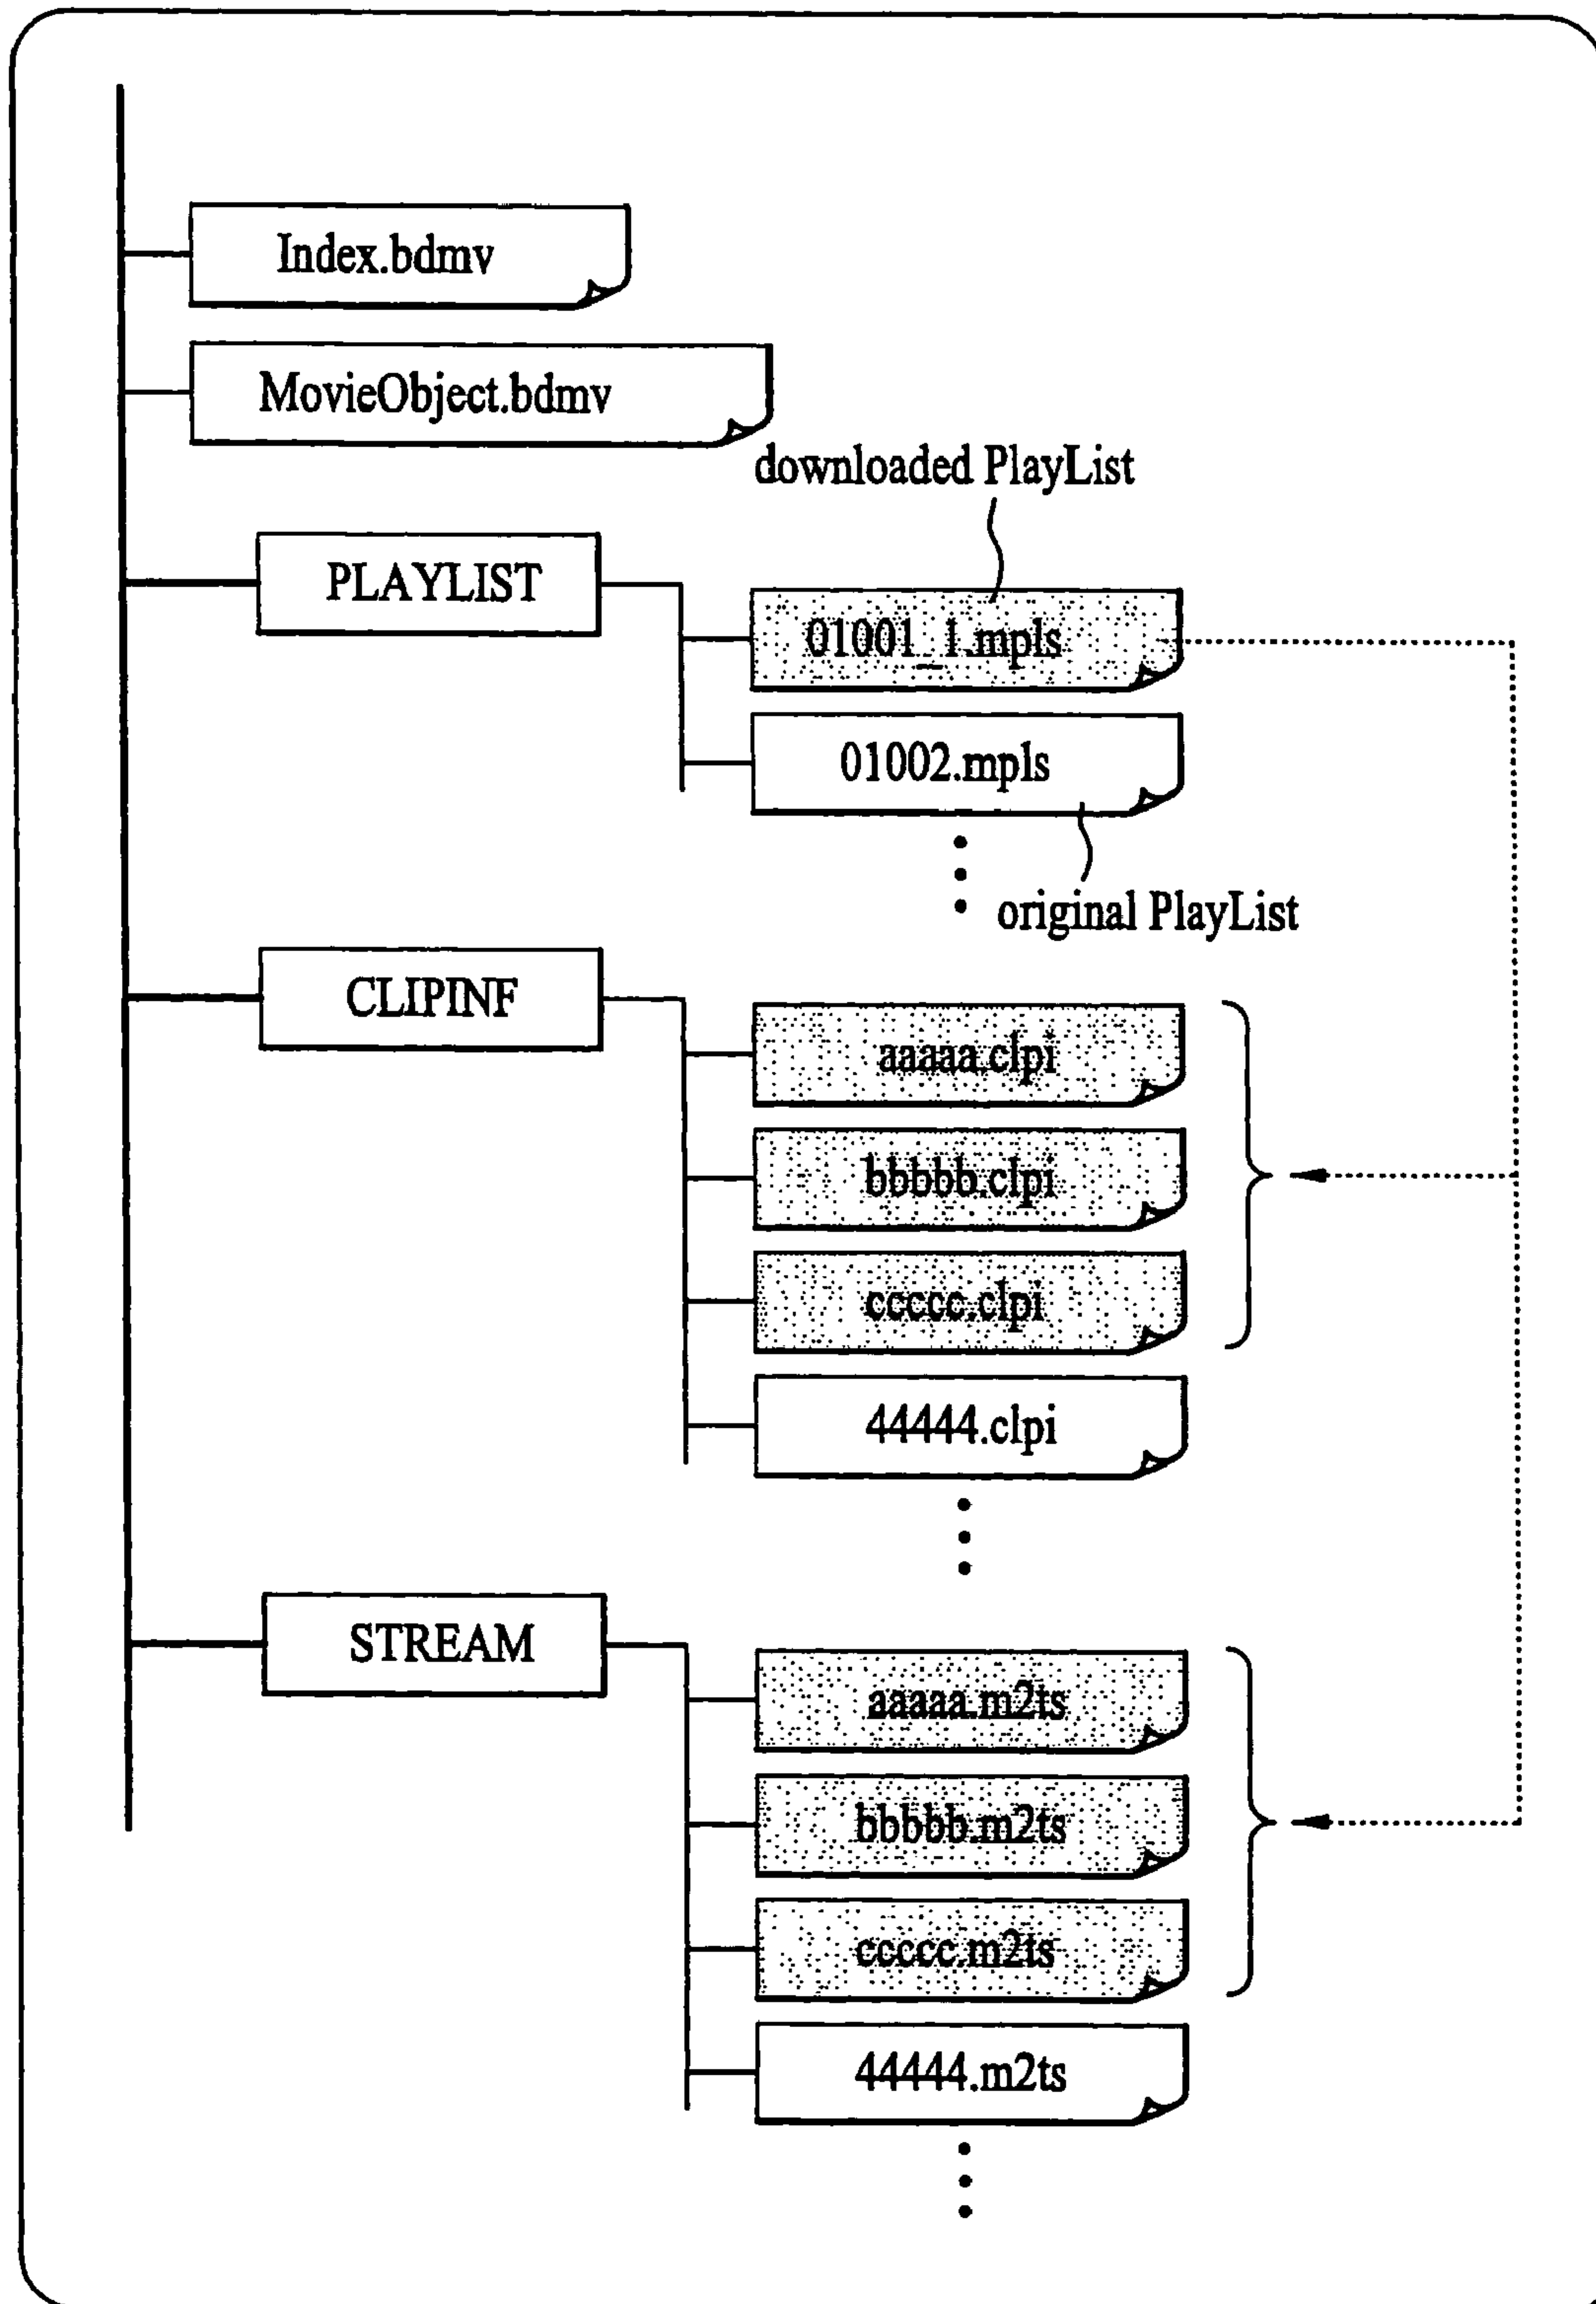 Index.bdmv
MovieObject.bdmv
downloaded PlayList
PLAYLIST
01001_1.mpls
01002.mpls
original PlayList
CLIPINF
aaaaa.clpi
bbbbb.clpi
ccccc.clpi
44444.clpi
STREAM
aaaaa.m2ts
bbbbb.m2ts
ccccc.m2ts
44444.m2ts